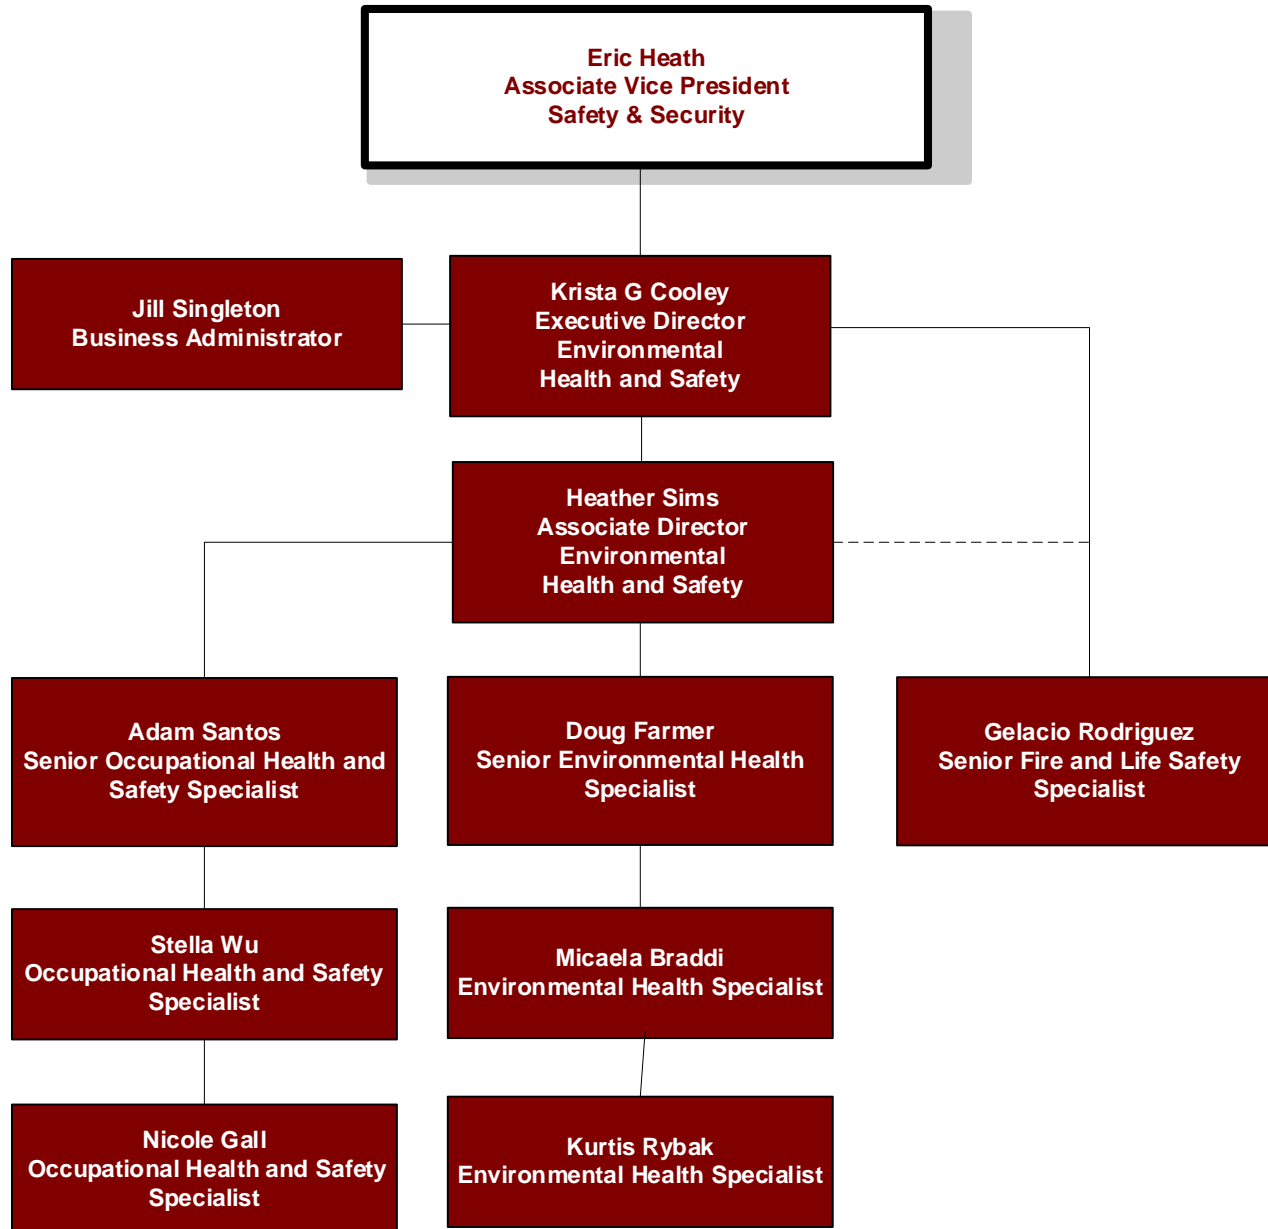 Eric Heath
Associate Vice President
Safety & Security
Jill Singleton
Business Administrator
Krista G Cooley
Executive Director
Environmental
Health and Safety
Heather Sims
Associate Director
Environmental
Health and Safety
Adam Santos
Senior Occupational Health and
Safety Specialist
Doug Farmer
Senior Environmental Health
Specialist
Gelacio Rodriguez
Senior Fire and Life Safety
Specialist
Stella Wu
Occupational Health and Safety
Specialist
Micaela Braddi
Environmental Health Specialist
Nicole Gall
Occupational Health and Safety
Specialist
Kurtis Rybak
Environmental Health Specialist